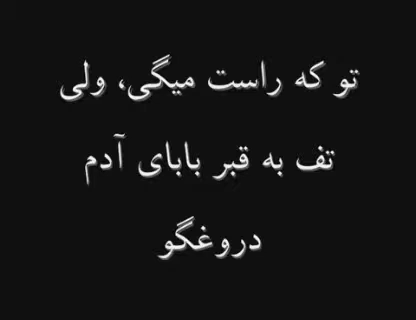 تو که راست میگی، ولی
تف به قبر بابای آدم
دروغگو